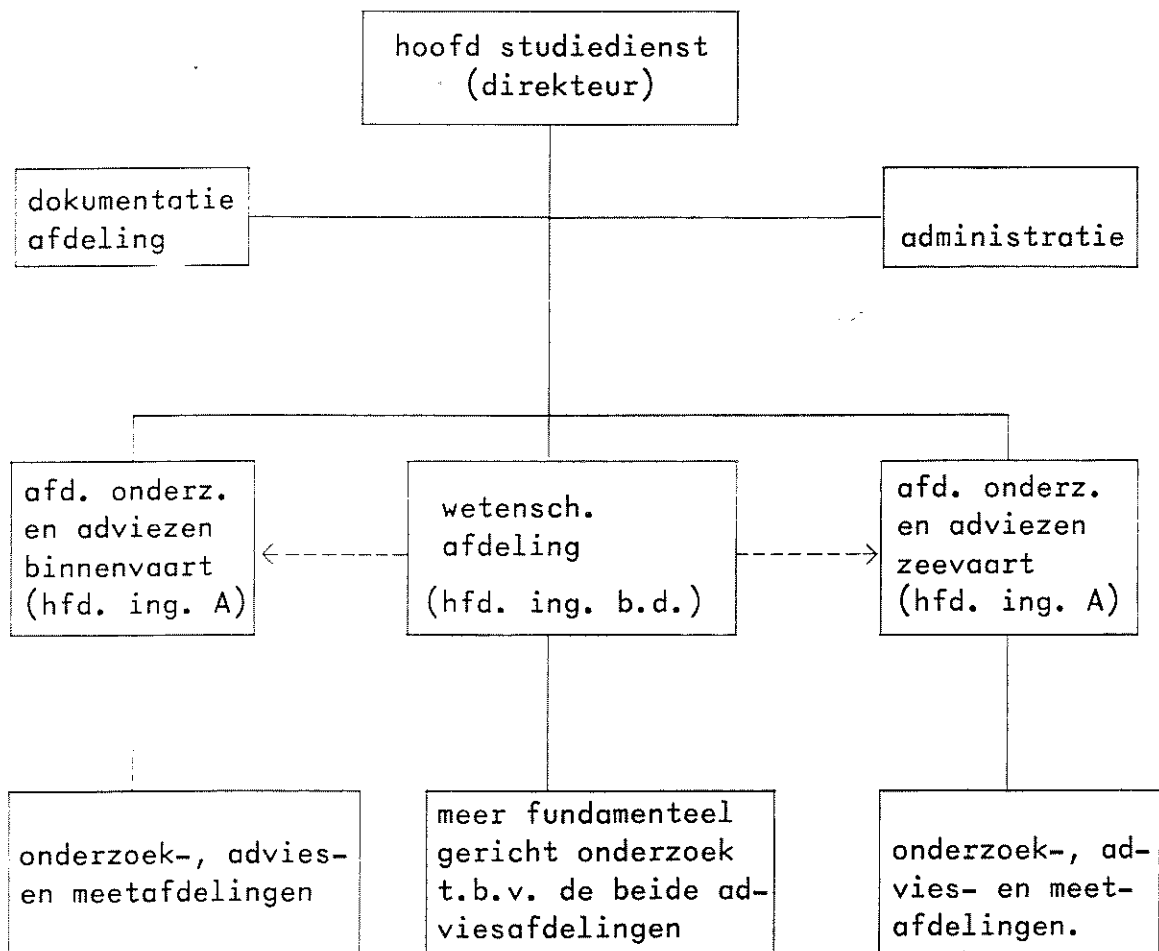 hoofd studiedienst
(direkteur)
dokumentatie
afdeling
administratie
afd. onderz.
en adviezen
binnenvaart
(hfd. ing. A)
wetensch.
afdeling
(hfd. ing. b.d.)
afd. onderz.
en adviezen
zeevaart
(hfd. ing. A)
onderzoek-, advies-
en meetafdelingen
meer fundamenteel
gericht onderzoek
t.b.v. de beide ad-
viesafdelingen
onderzoek-, ad-
vies- en meet-
afdelingen.